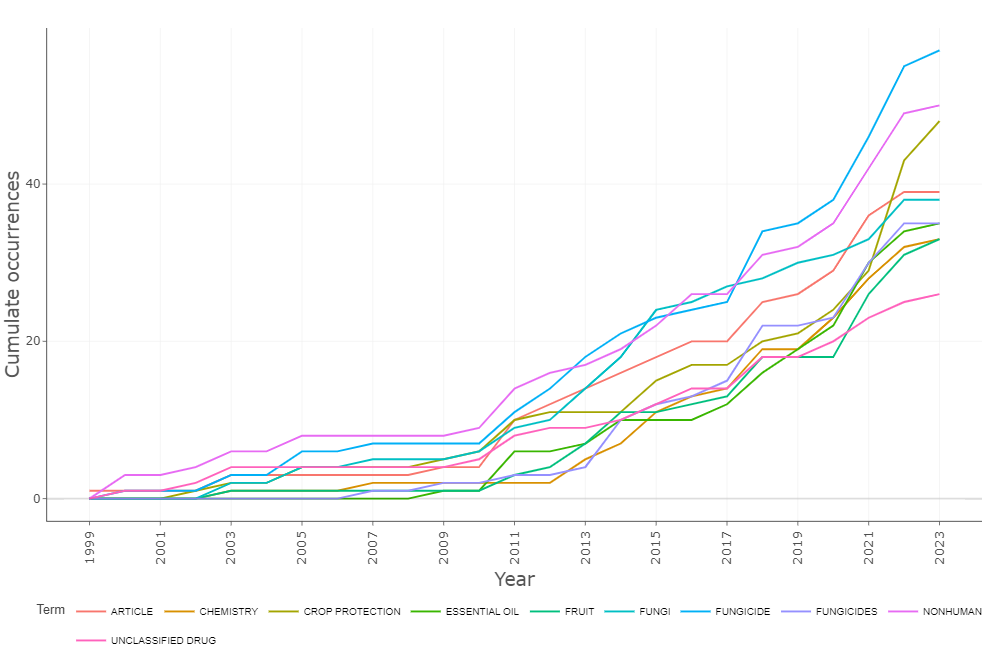 Cumulate occurrences
40
20
0
1999 2001 2003 2005 2007 2009 2011 2013 2015 2017 2019 2021 2023
Year
Term ARTICLE CHEMISTRY CROP PROTECTION ESSENTIAL OIL FRUIT FUNGI FUNGICIDE FUNGICIDES NONHUMAN
UNCLASSIFIED DRUG